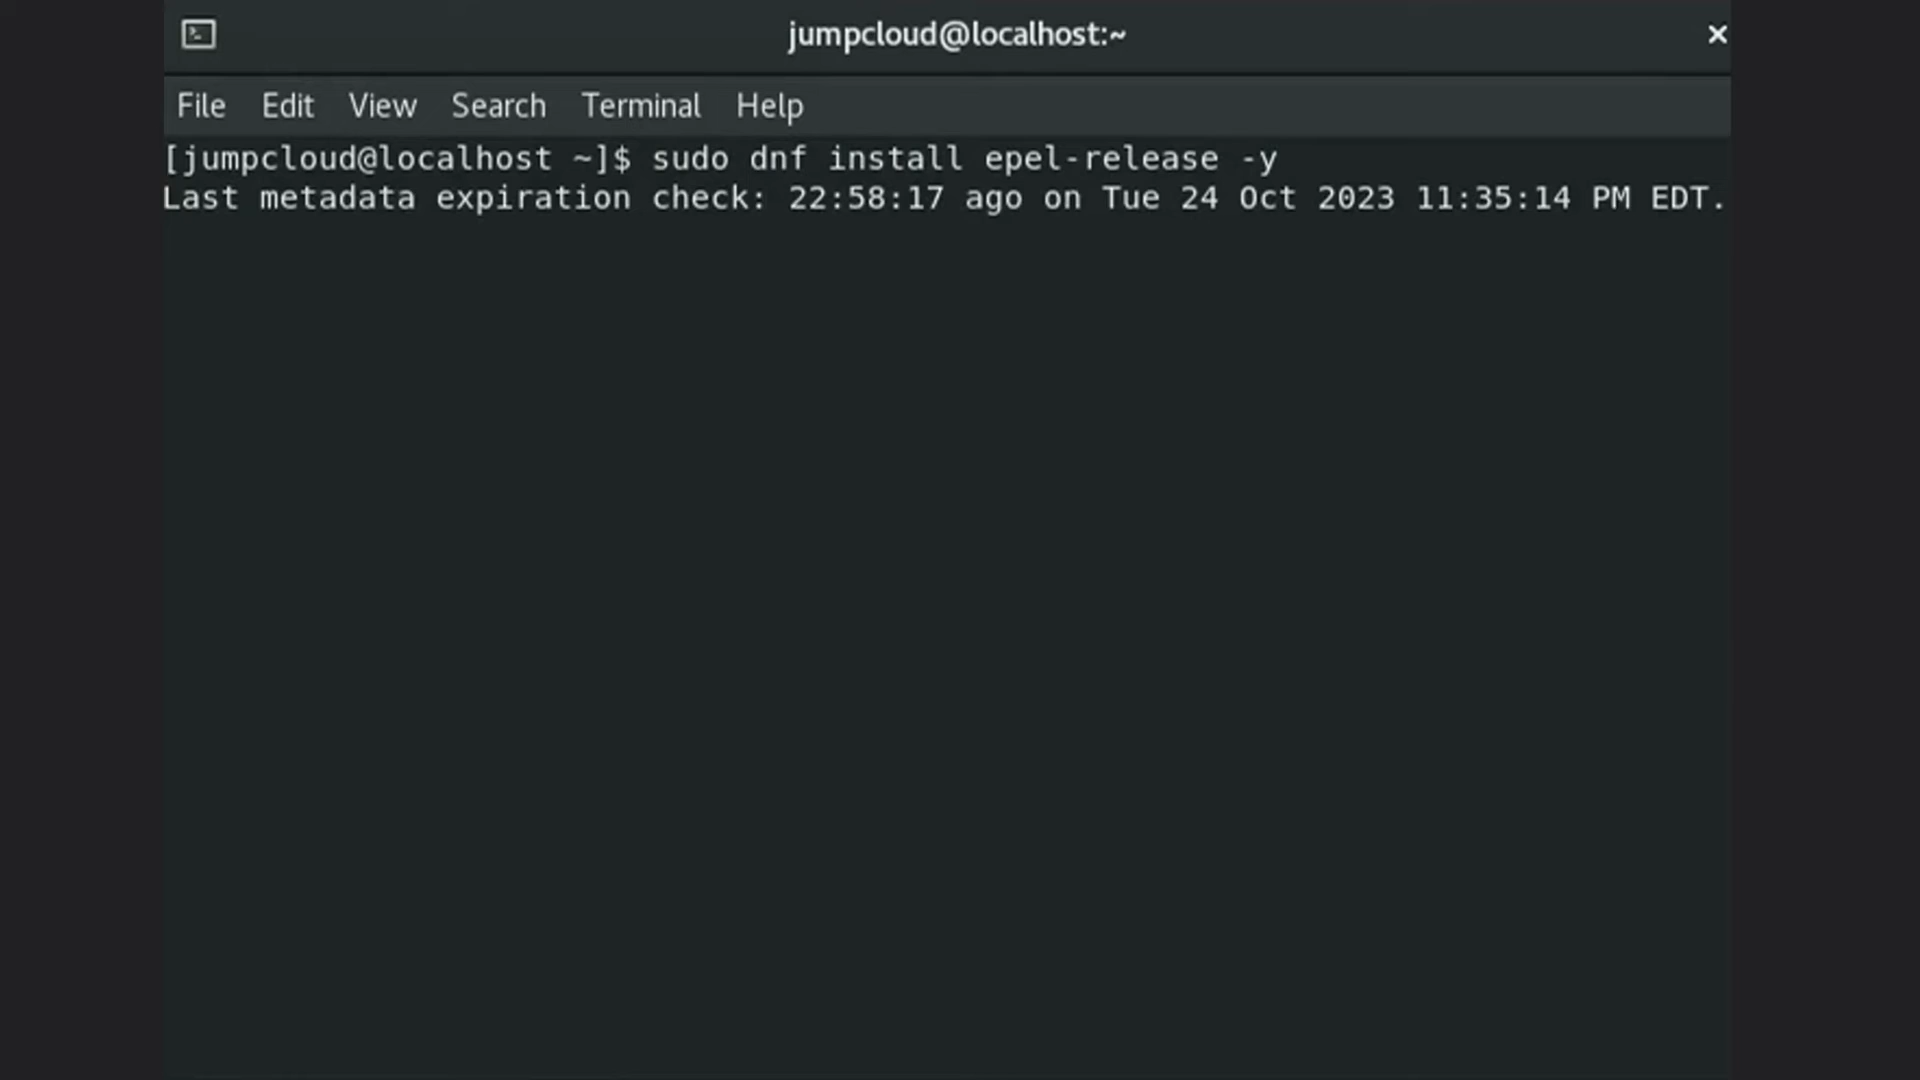 jumpcloud@localhost:~
File Edit View Search Terminal Help
[jumpcloud@localhost ~]$ sudo dnf install epel-release -y
Last metadata expiration check: 22:58:17 ago on Tue 24 Oct 2023 11:35:14 PM EDT.